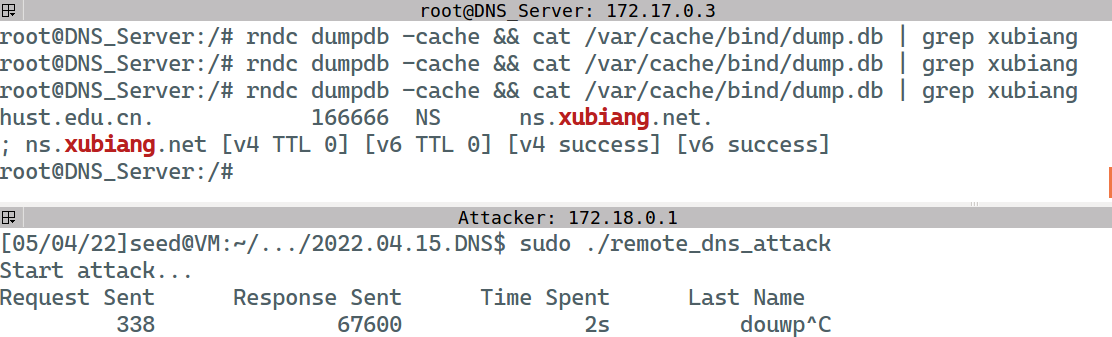 root@DNS_Server: 172.17.0.3
root@DNS_Server:/# rndc dumpdb -cache && cat /var/cache/bind/dump.db | grep xubiang
root@DNS_Server:/# rndc dumpdb -cache && cat /var/cache/bind/dump.db | grep xubiang
root@DNS_Server:/# rndc dumpdb -cache && cat /var/cache/bind/dump.db | grep xubiang
hust.edu.cn. 166666 NS ns.xubiang.net.
; ns.xubiang.net [v4 TTL 0] [v6 TTL 0] [v4 success] [v6 success]
root@DNS_Server:/#
Attacker: 172.18.0.1
[05/04/22]seed@VM:~/.../2022.04.15.DNS$ sudo ./remote_dns_attack
Start attack...
Request Sent Response Sent Time Spent Last Name
338 67600 2s douwp^C